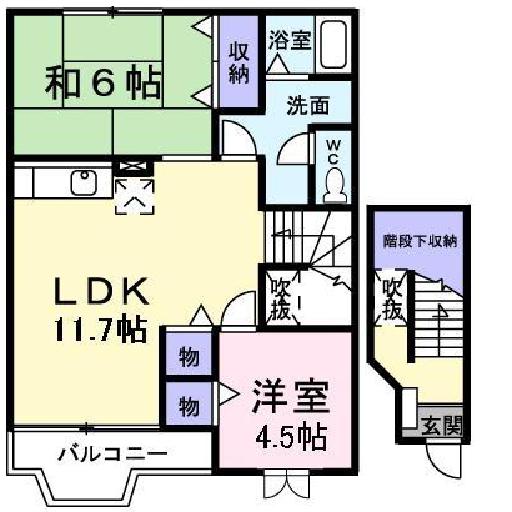 和6帖
収納
浴室
洗面
WC
階段下収納
LDK
11.7帖
吹抜
吹抜
物
物
洋室
4.5帖
玄関
バルコニー